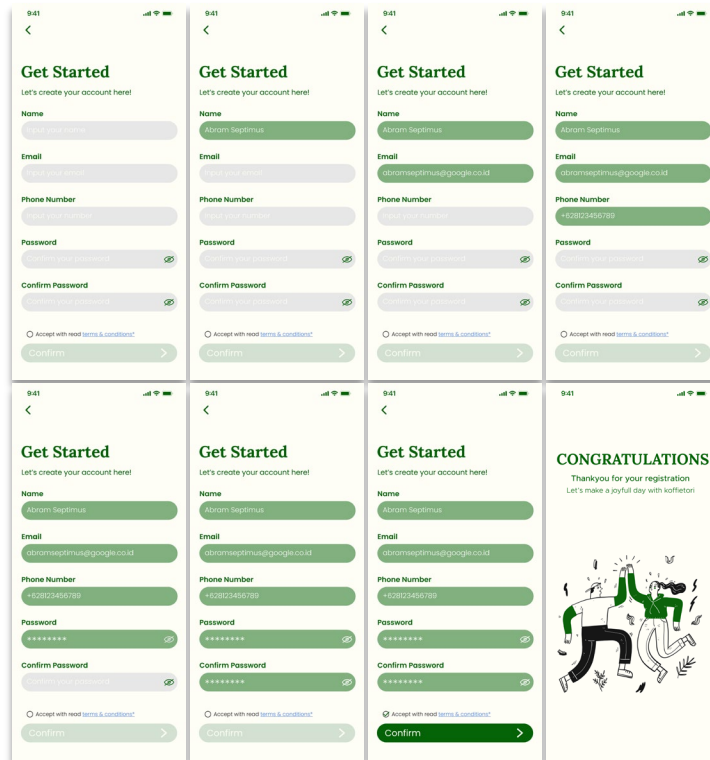 9:41
Get Started
Let's create your account here!
Name
Input your name
Email
Input your email
Phone Number
Input your number
Password
Confirm your password
Confirm Password
Confirm your password
Accept with read terms & conditions*
Confirm
9:41
Get Started
Let's create your account here!
Name
Abram Septimus
Email
Input your email
Phone Number
Input your number
Password
Confirm your password
Confirm Password
Confirm your password
Accept with read terms & conditions*
Confirm
9:41
Get Started
Let's create your account here!
Name
Abram Septimus
Email
abramseptimus@google.co.id
Phone Number
Input your number
Password
Confirm your password
Confirm Password
Confirm your password
Accept with read terms & conditions*
Confirm
9:41
Get Started
Let's create your account here!
Name
Abram Septimus
Email
abramseptimus@google.co.id
Phone Number
+628123456789
Password
Confirm your password
Confirm Password
Confirm your password
Accept with read terms & conditions*
Confirm
9:41
Get Started
Let's create your account here!
Name
Abram Septimus
Email
abramseptimus@google.co.id
Phone Number
+628123456789
Password
********
Confirm Password
Confirm your password
Accept with read terms & conditions*
Confirm
9:41
Get Started
Let's create your account here!
Name
Abram Septimus
Email
abramseptimus@google.co.id
Phone Number
+628123456789
Password
********
Confirm Password
********
Accept with read terms & conditions*
Confirm
9:41
Get Started
Let's create your account here!
Name
Abram Septimus
Email
abramseptimus@google.co.id
Phone Number
+628123456789
Password
********
Confirm Password
********
Accept with read terms & conditions*
Confirm
9:41
CONGRATULATIONS
Thankyou for your registration
Let's make a joyfull day with koffietori